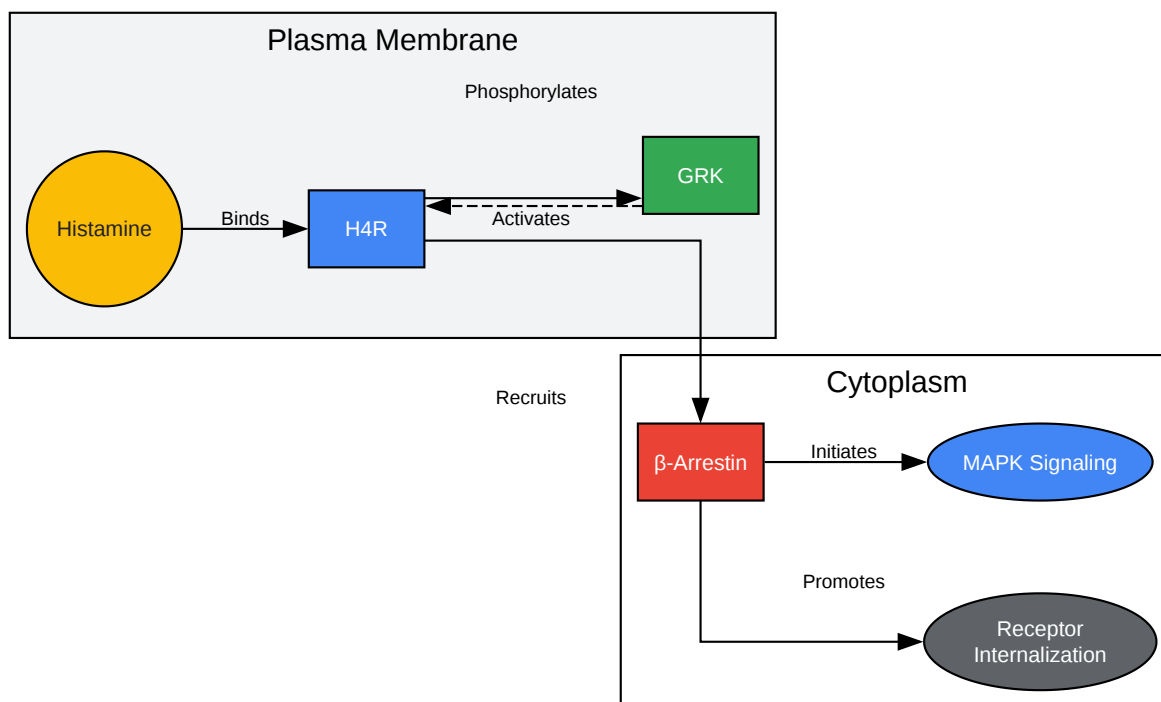 Plasma Membrane
Phosphorylates
GRK
Histamine
Binds
H4R
Activates
Recruits
Cytoplasm
β-Arrestin
Initiates
MAPK Signaling
Promotes
Receptor
Internalization